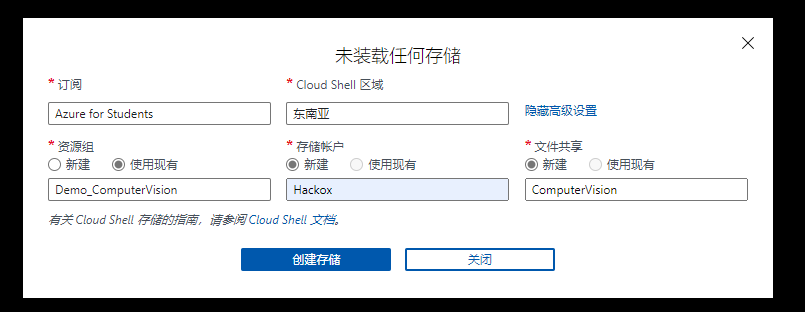 未装载任何存储
* 订阅
* Cloud Shell 区域
Azure for Students
东南亚
隐藏高级设置
* 资源组
* 存储帐户
* 文件共享
新建 使用现有
新建 使用现有
新建 使用现有
Demo_ComputerVision
Hackox
ComputerVision
有关 Cloud Shell 存储的指南，请参阅 Cloud Shell 文档。
创建存储
关闭